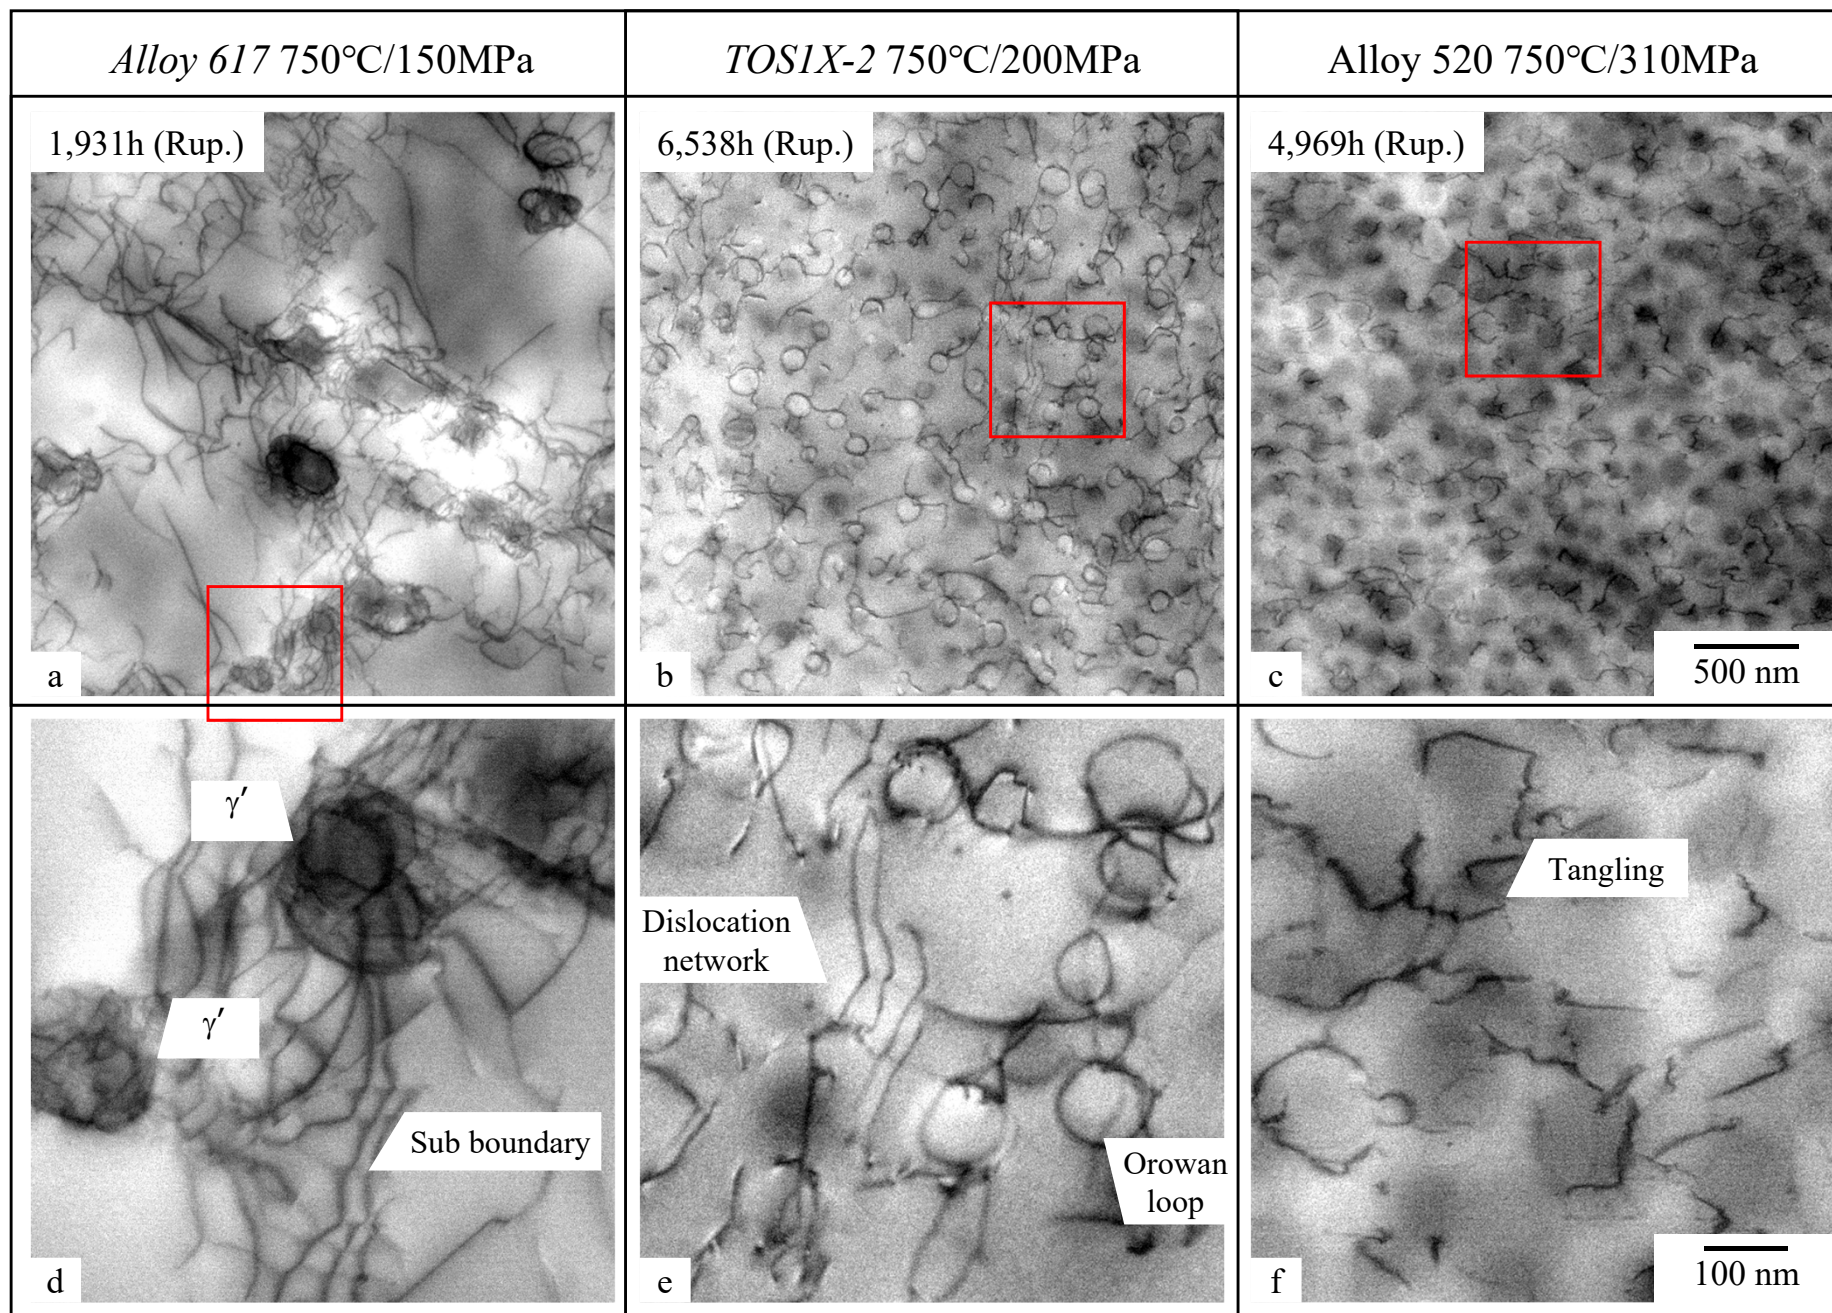 Alloy 617 750°C/150MPa
TOS1X-2 750°C/200MPa
Alloy 520 750°C/310MPa
1,931h (Rup.)
6,538h (Rup.)
4,969h (Rup.)
a
b
c
500 nm
γ′
γ′
Sub boundary
d
Dislocation
network
Orowan
loop
e
Tangling
f
100 nm